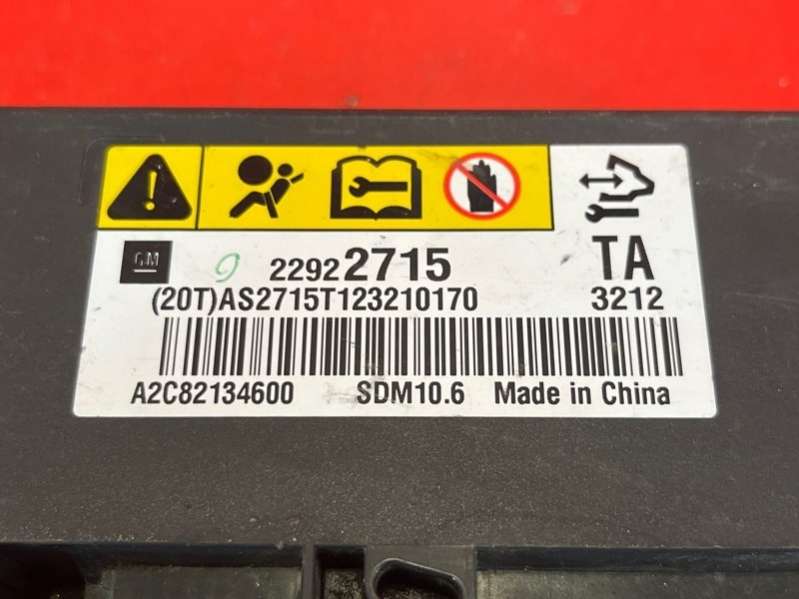 GM 9 22922715 TA
(20T)AS2715T123210170 3212
A2C82134600 SDM10.6 Made in China